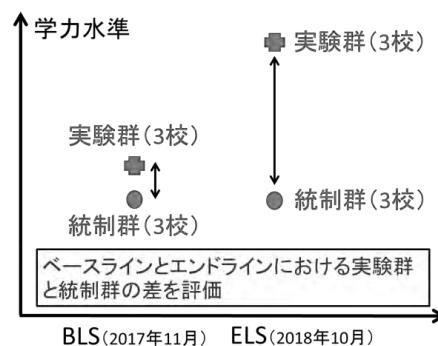 学力水準
実験群(3校)
実験群(3校)
統制群(3校)
統制群(3校)
ベースラインとエンドラインにおける実験群
と統制群の差を評価
BLS(2017年11月) ELS(2018年10月)